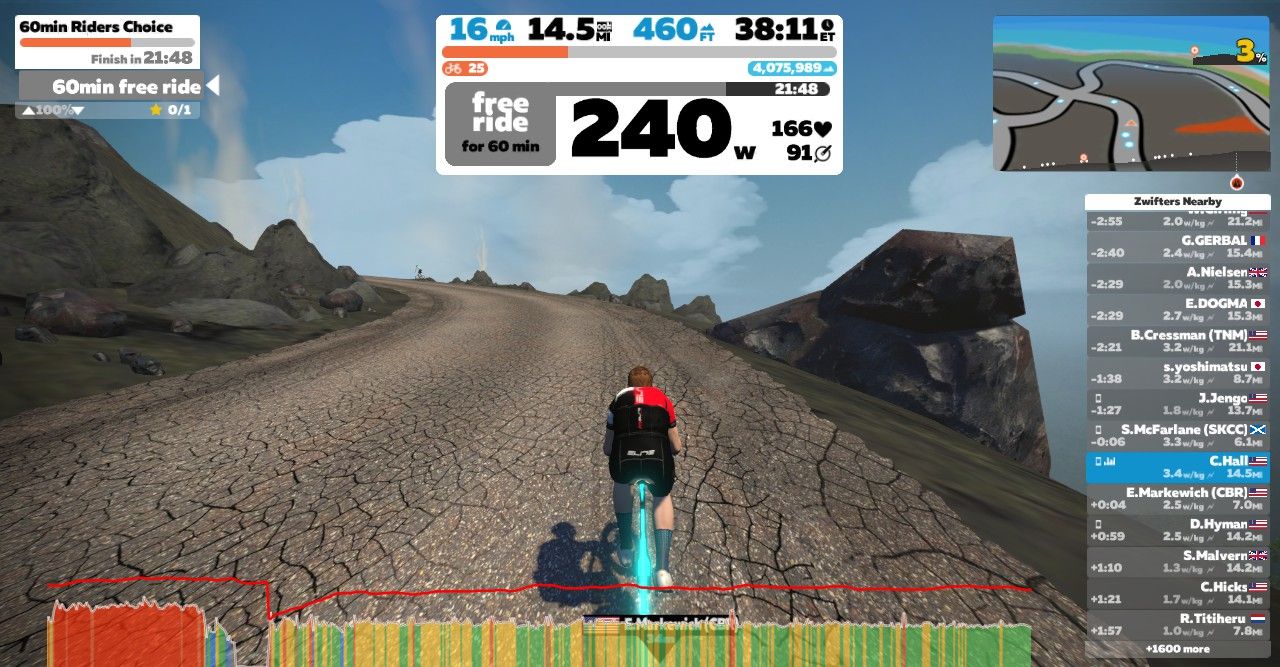 60min Riders Choice
Finish in 21:48
60min free ride
100%
0/1
16 mph 14.5 MI 460 FT 38:11 ET
25
4,075,989
21:48
free
ride
for 60 min
240 w
166
91
3%
Zwifters Nearby
-2:55 2.0w/kg 21.2MI
G.GERBAL
-2:40 2.4w/kg 15.4MI
A.Nielsen
-2:29 2.0w/kg 15.3MI
E.DOGMA
-2:29 2.7w/kg 15.3MI
B.Cressman (TNM)
-2:21 3.2w/kg 21.1MI
s.yoshimatsu
-1:38 3.2w/kg 8.7MI
J.Jengo
-1:27 1.8w/kg 13.7MI
S.McFarlane (SKCC)
-0:06 3.3w/kg 6.1MI
C.Hall
3.4w/kg 14.5MI
E.Markewich (CBR)
+0:04 2.5w/kg 7.0MI
D.Hyman
+0:59 2.5w/kg 14.2MI
S.Malvern
+1:10 1.3w/kg 14.2MI
C.Hicks
+1:21 1.7w/kg 14.1MI
R.Titiheru
+1:57 1.0w/kg 7.8MI
+1600 more
ELITE
E.Markewich (CBR)